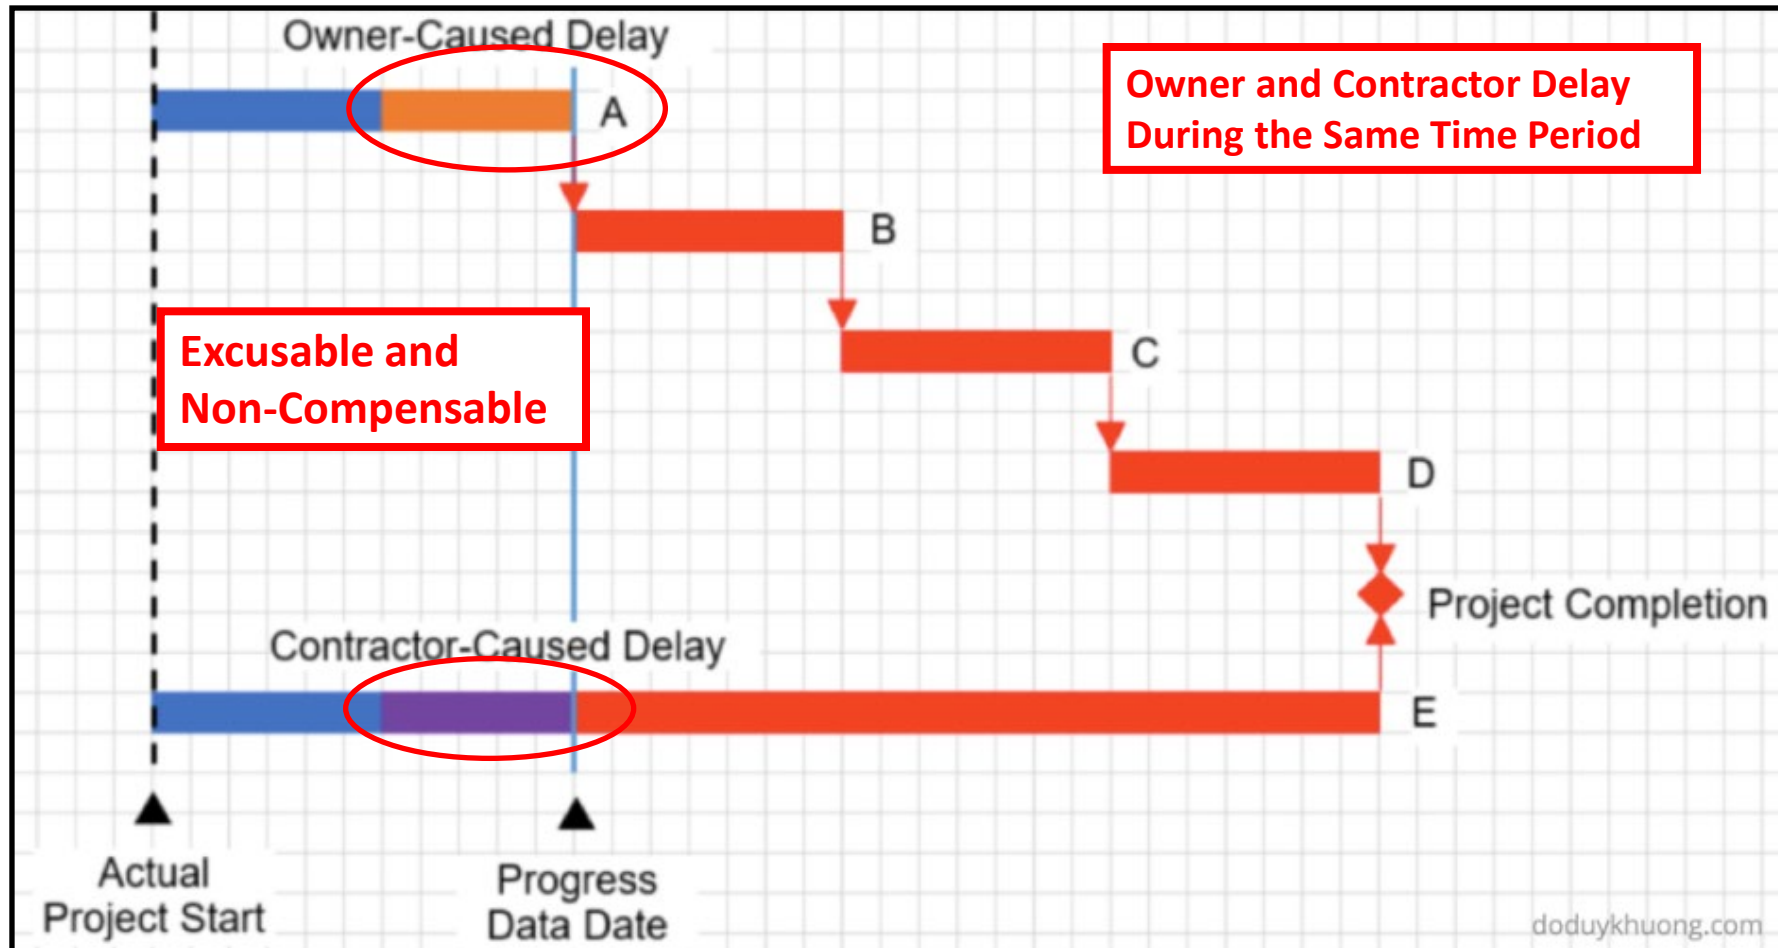 Owner-Caused Delay
Owner and Contractor Delay
During the Same Time Period
A
B
Excusable and
Non-Compensable
C
D
Project Completion
Contractor-Caused Delay
E
Actual
Project Start
Progress
Data Date
doduykhuong.com